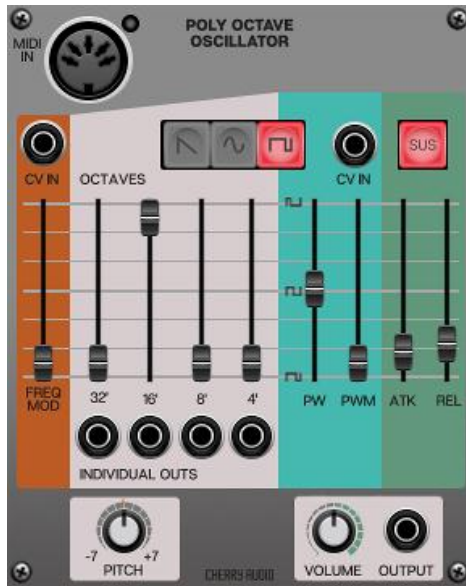 POLY OCTAVE
OSCILLATOR
MIDI
IN
CV IN
OCTAVES
CV IN
SUS
FREQ
MOD
32'
16'
8'
4'
PW
PWM
ATK
REL
INDIVIDUAL OUTS
-7
+7
PITCH
CHERRY AUDIO
VOLUME
OUTPUT